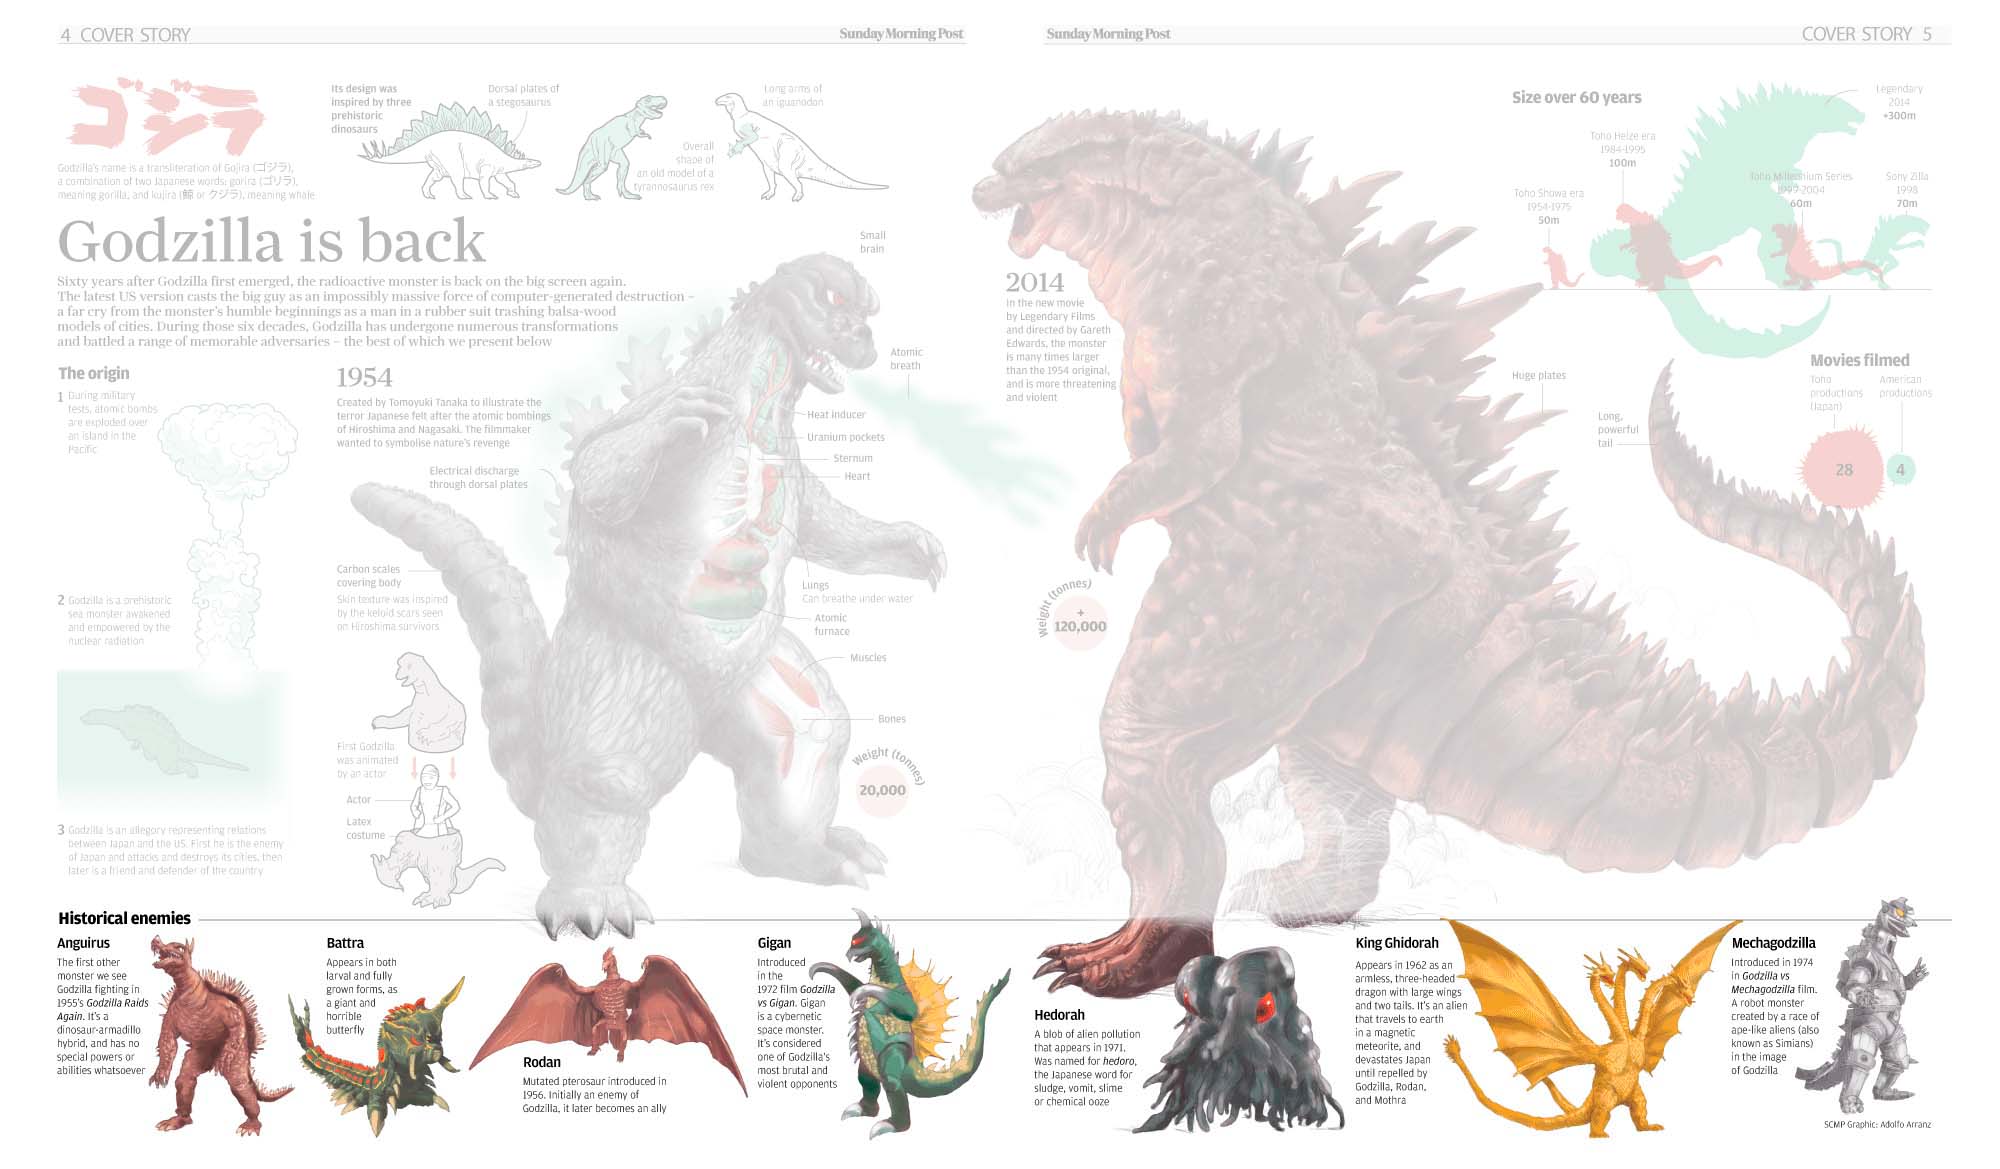 4 COVER STORY
Sunday Morning Post
Sunday Morning Post
COVER STORY 5
ゴジラ
Godzilla's name is a transliteration of Gojira (ゴジラ),
a combination of two Japanese words: gorira (ゴリラ),
meaning gorilla, and kujira (鯨 or クジラ), meaning whale
Its design was
inspired by three
prehistoric
dinosaurs
Dorsal plates of
a stegosaurus
Overall
shape of
an old model of a
tyrannosaurus rex
Long arms of
an iguanodon
Godzilla is back
Sixty years after Godzilla first emerged, the radioactive monster is back on the big screen again.
The latest US version casts the big guy as an impossibly massive force of computer-generated destruction –
a far cry from the monster's humble beginnings as a man in a rubber suit trashing balsa-wood
models of cities. During those six decades, Godzilla has undergone numerous transformations
and battled a range of memorable adversaries – the best of which we present below
The origin
1 During military
tests, atomic bombs
are exploded over
an island in the
Pacific
2 Godzilla is a prehistoric
sea monster awakened
and empowered by the
nuclear radiation
3 Godzilla is an allegory representing relations
between Japan and the US. First he is the enemy
of Japan and attacks and destroys its cities, then
later is a friend and defender of the country
1954
Created by Tomoyuki Tanaka to illustrate the
terror Japanese felt after the atomic bombings
of Hiroshima and Nagasaki. The filmmaker
wanted to symbolise nature's revenge
Electrical discharge
through dorsal plates
Carbon scales
covering body
Skin texture was inspired
by the keloid scars seen
on Hiroshima survivors
First Godzilla
was animated
by an actor
Actor
Latex
costume
Small
brain
Atomic
breath
Heat inducer
Uranium pockets
Sternum
Heart
Lungs
Can breathe under water
Atomic
furnace
Muscles
Bones
Weight (tonnes)
20,000
2014
In the new movie
by Legendary Films
and directed by Gareth
Edwards, the monster
is many times larger
than the 1954 original,
and is more threatening
and violent
Weight (tonnes)
+
120,000
Huge plates
Long,
powerful
tail
Size over 60 years
Toho Showa era
1954-1975
50m
Toho Heize era
1984-1995
100m
Toho Millennium Series
1997-2004
60m
Legendary
2014
+300m
Sony Zilla
1998
70m
Movies filmed
Toho
productions
(Japan)
American
productions
28
4
Historical enemies
Anguirus
The first other
monster we see
Godzilla fighting in
1955's Godzilla Raids
Again. It's a
dinosaur-armadillo
hybrid, and has no
special powers or
abilities whatsoever
Battra
Appears in both
larval and fully
grown forms, as
a giant and
horrible
butterfly
Rodan
Mutated pterosaur introduced in
1956. Initially an enemy of
Godzilla, it later becomes an ally
Gigan
Introduced
in the
1972 film Godzilla
vs Gigan. Gigan
is a cybernetic
space monster.
It's considered
one of Godzilla's
most brutal and
violent opponents
Hedorah
A blob of alien pollution
that appears in 1971.
Was named for hedoro,
the Japanese word for
sludge, vomit, slime
or chemical ooze
King Ghidorah
Appears in 1962 as an
armless, three-headed
dragon with large wings
and two tails. It's an alien
that travels to earth
in a magnetic
meteorite, and
devastates Japan
until repelled by
Godzilla, Rodan,
and Mothra
Mechagodzilla
Introduced in 1974
in Godzilla vs
Mechagodzilla film.
A robot monster
created by a race of
ape-like aliens (also
known as Simians)
in the image
of Godzilla
SCMP Graphic: Adolfo Arranz